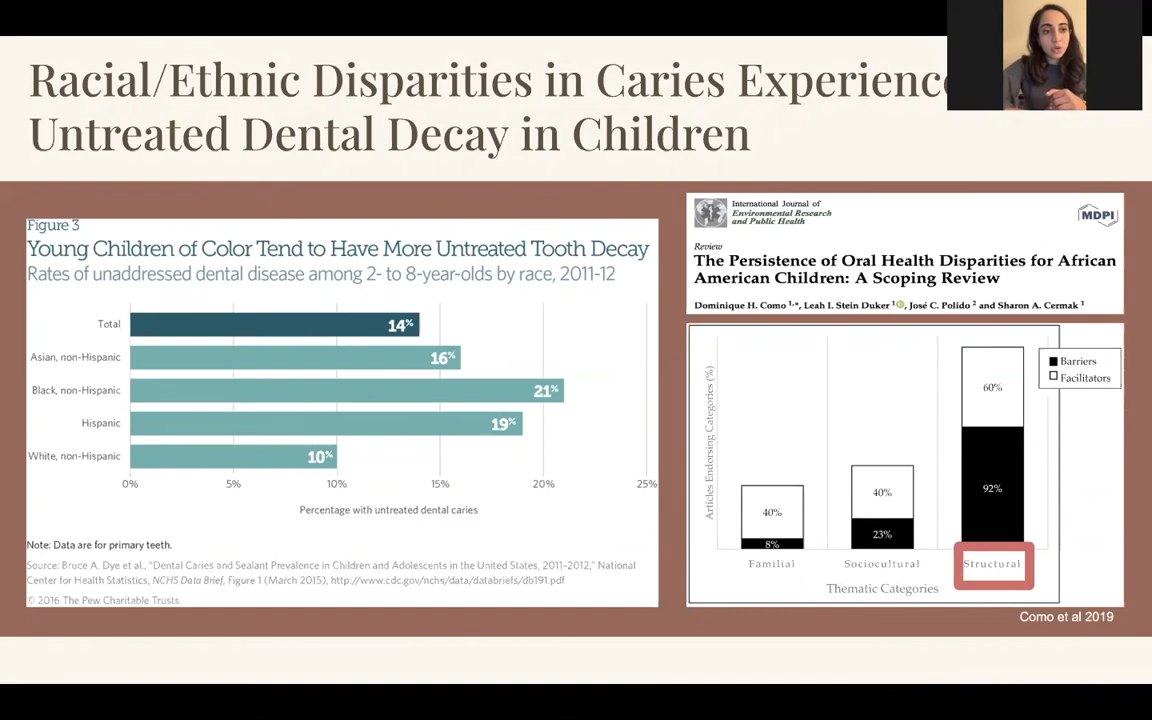 Racial/Ethnic Disparities in Caries Experience
Untreated Dental Decay in Children
Figure 3
Young Children of Color Tend to Have More Untreated Tooth Decay
Rates of unaddressed dental disease among 2- to 8-year-olds by race, 2011-12
Total 14%
Asian, non-Hispanic 16%
Black, non-Hispanic 21%
Hispanic 19%
White, non-Hispanic 10%
0% 5% 10% 15% 20% 25%
Percentage with untreated dental caries
Note: Data are for primary teeth.
Source: Bruce A. Dye et al., “Dental Caries and Sealant Prevalence in Children and Adolescents in the United States, 2011–2012,” National
Center for Health Statistics, NCHS Data Brief, Figure 1 (March 2015), http://www.cdc.gov/nchs/data/databriefs/db191.pdf
© 2016 The Pew Charitable Trusts
International Journal of
Environmental Research
and Public Health
MDPI
Review
The Persistence of Oral Health Disparities for African
American Children: A Scoping Review
Dominique H. Como 1,*, Leah I. Stein Duker 1, José C. Polido 2 and Sharon A. Cermak 1
Articles Endorsing Categories (%)
Barriers
Facilitators
60%
92%
40%
23%
40%
8%
Familial Sociocultural Structural
Thematic Categories
Como et al 2019